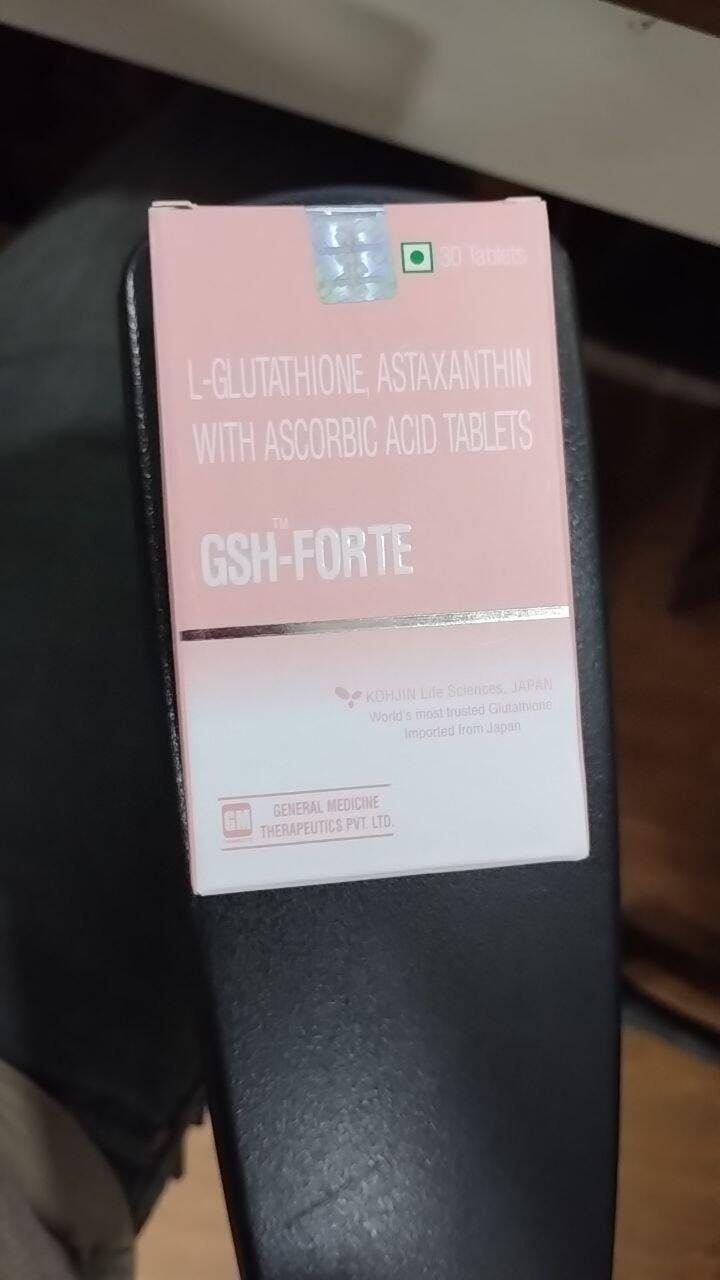 30 Tablets
L-GLUTATHIONE, ASTAXANTHIN
WITH ASCORBIC ACID TABLETS
GSH™-FORTE
KOHJIN Life Sciences, JAPAN
World's most trusted Glutathione
Imported from Japan
GM
GENERAL MEDICINE
THERAPEUTICS PVT. LTD.